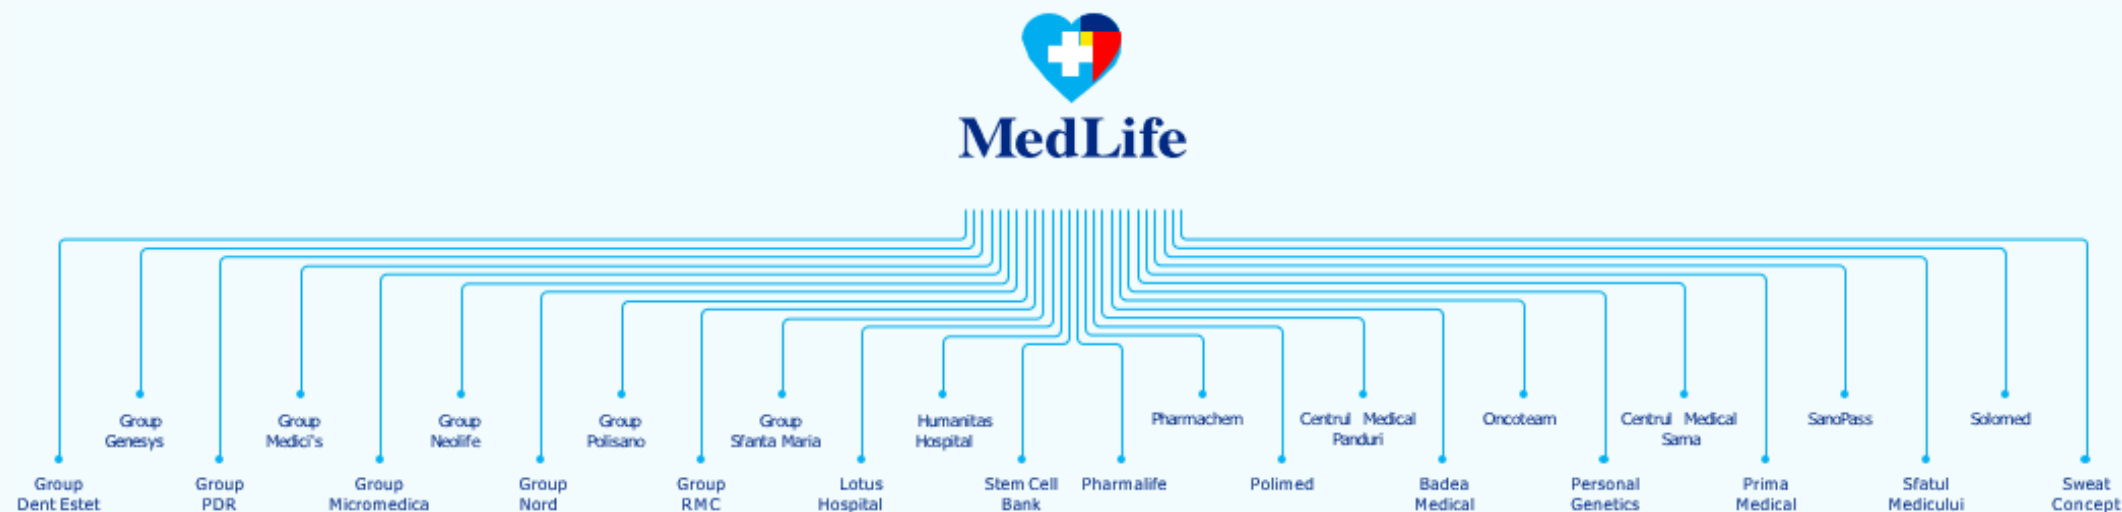 MedLife
Group
Genesys
Group
Medici's
Group
Neolife
Group
Polisano
Group
Sfanta Maria
Humanitas
Hospital
Pharmachem
Centrul Medical
Panduri
Oncoteam
Centrul Medical
Sama
SanoPass
Solomed
Group
Dent Estet
Group
PDR
Group
Micromedica
Group
Nord
Group
RMC
Lotus
Hospital
Stem Cell
Bank
Pharmalife
Polimed
Badea
Medical
Personal
Genetics
Prima
Medical
Sfatul
Medicului
Sweat
Concept